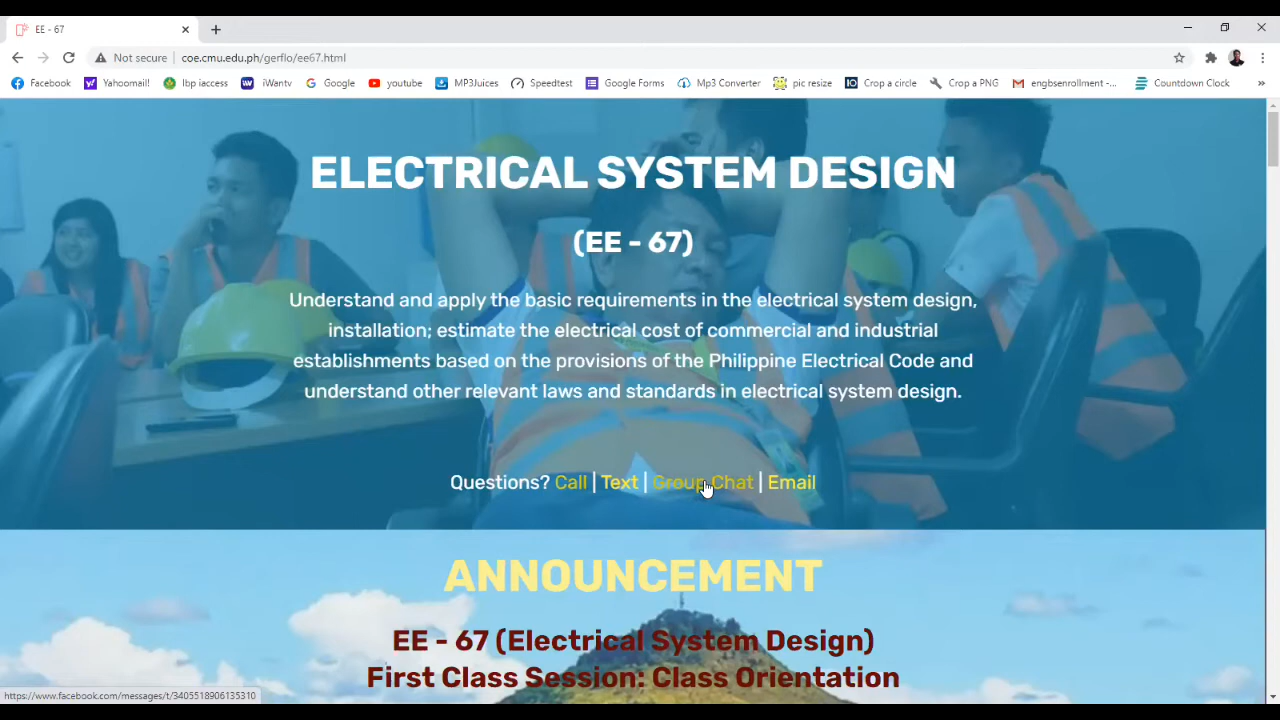 EE - 67
Not secure | coe.cmu.edu.ph/gerflo/ee67.html
Facebook Yahoomail! lbp iaccess iWantv Google youtube MP3Juices Speedtest Google Forms Mp3 Converter pic resize Crop a circle Crop a PNG engbsenrollment -... Countdown Clock »
ELECTRICAL SYSTEM DESIGN
(EE - 67)
Understand and apply the basic requirements in the electrical system design,
installation; estimate the electrical cost of commercial and industrial
establishments based on the provisions of the Philippine Electrical Code and
understand other relevant laws and standards in electrical system design.
Questions? Call | Text | Group Chat | Email
ANNOUNCEMENT
EE - 67 (Electrical System Design)
First Class Session: Class Orientation
https://www.facebook.com/messages/t/3405518906135310